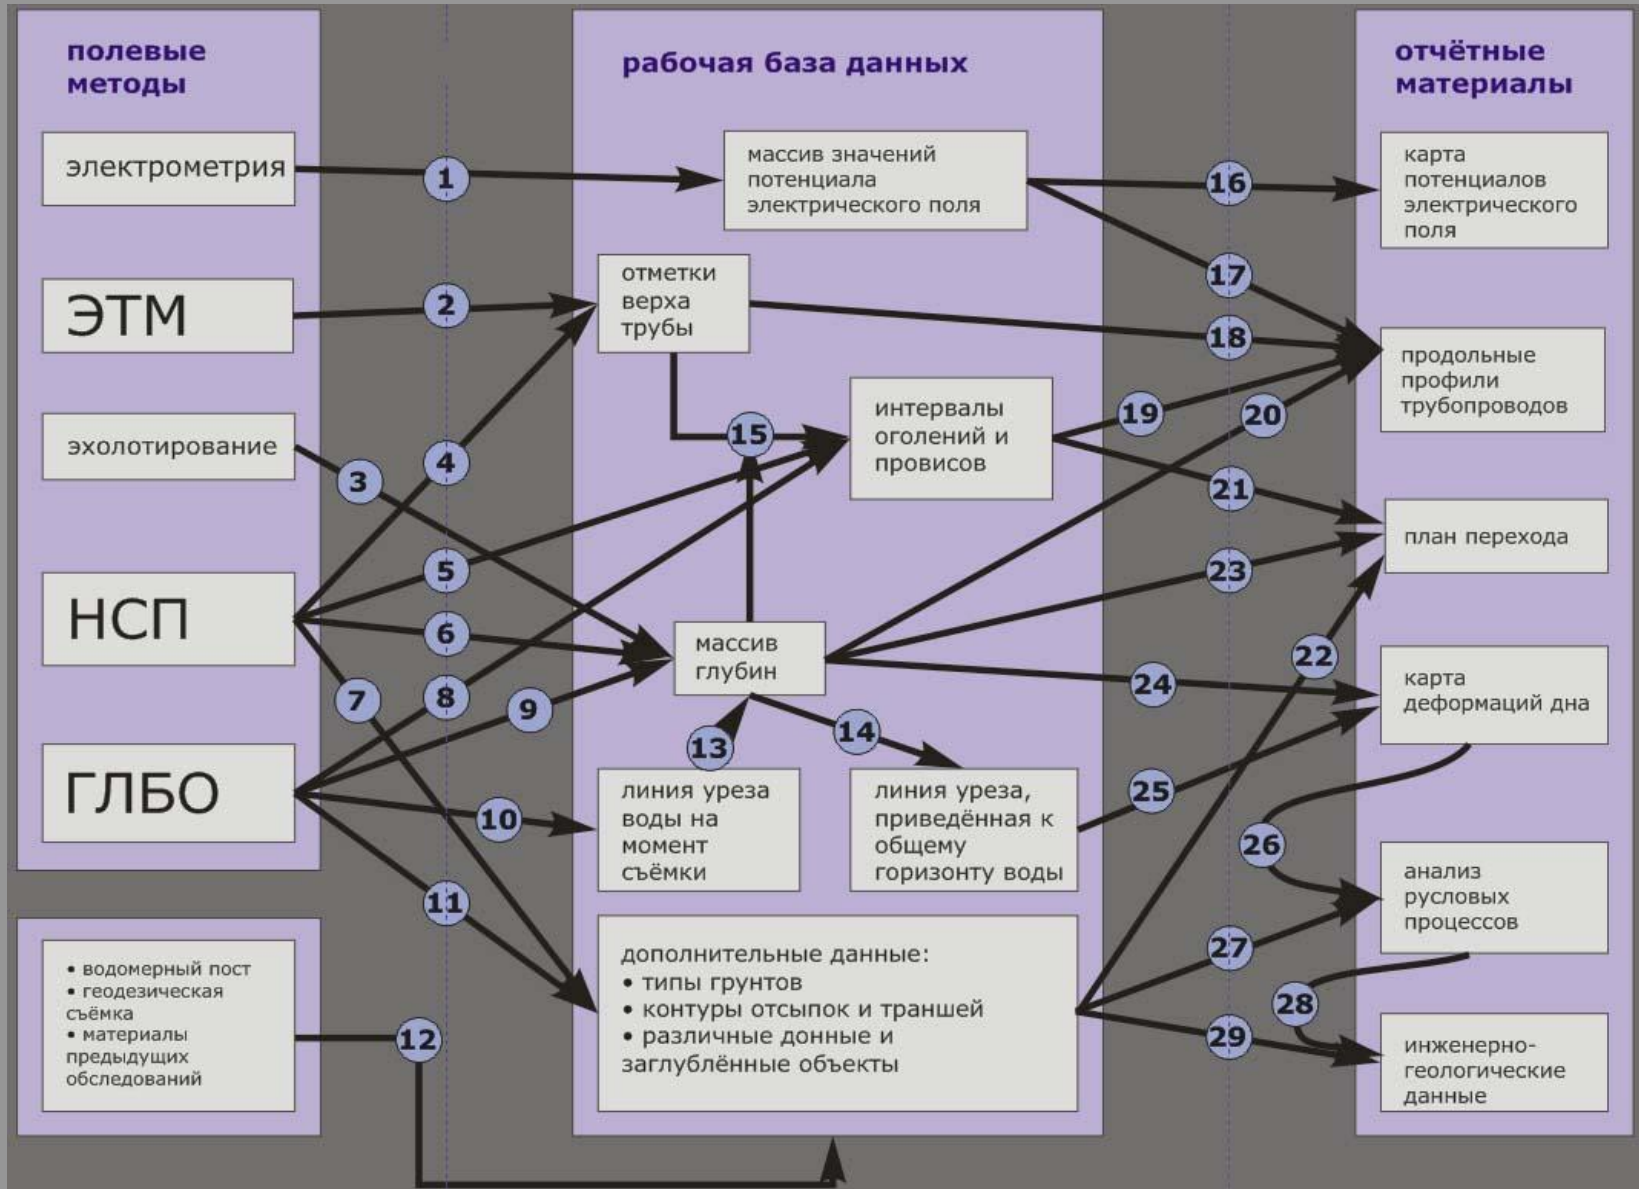 полевые
методы
электрометрия
ЭТМ
эхолотирование
НСП
ГЛБО
• водомерный пост
• геодезическая
съёмка
• материалы
предыдущих
обследований
1
2
3
4
5
6
7
8
9
10
11
12
рабочая база данных
массив значений
потенциала
электрического поля
отметки
верха
трубы
15
интервалы
оголений и
провисов
массив
глубин
13
14
линия уреза
воды на
момент
съёмки
линия уреза,
приведённая к
общему
горизонту воды
дополнительные данные:
• типы грунтов
• контуры отсыпок и траншей
• различные донные и
заглублённые объекты
16
17
18
19
20
21
23
22
24
25
26
27
28
29
отчётные
материалы
карта
потенциалов
электрического
поля
продольные
профили
трубопроводов
план перехода
карта
деформаций дна
анализ
русловых
процессов
инженерно-
геологические
данные